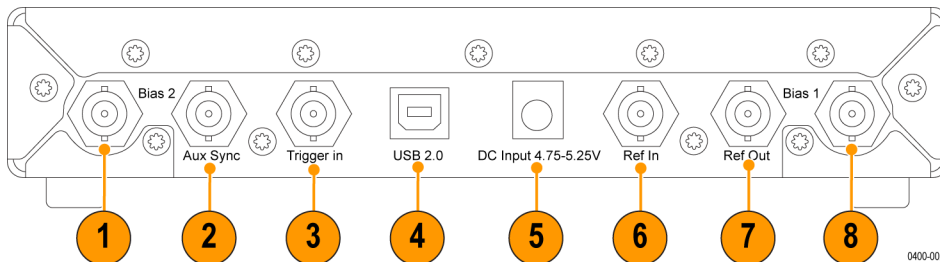 Bias 2
Aux Sync
Trigger in
USB 2.0
DC Input 4.75-5.25V
Ref In
Ref Out
Bias 1
1
2
3
4
5
6
7
8
0400-00